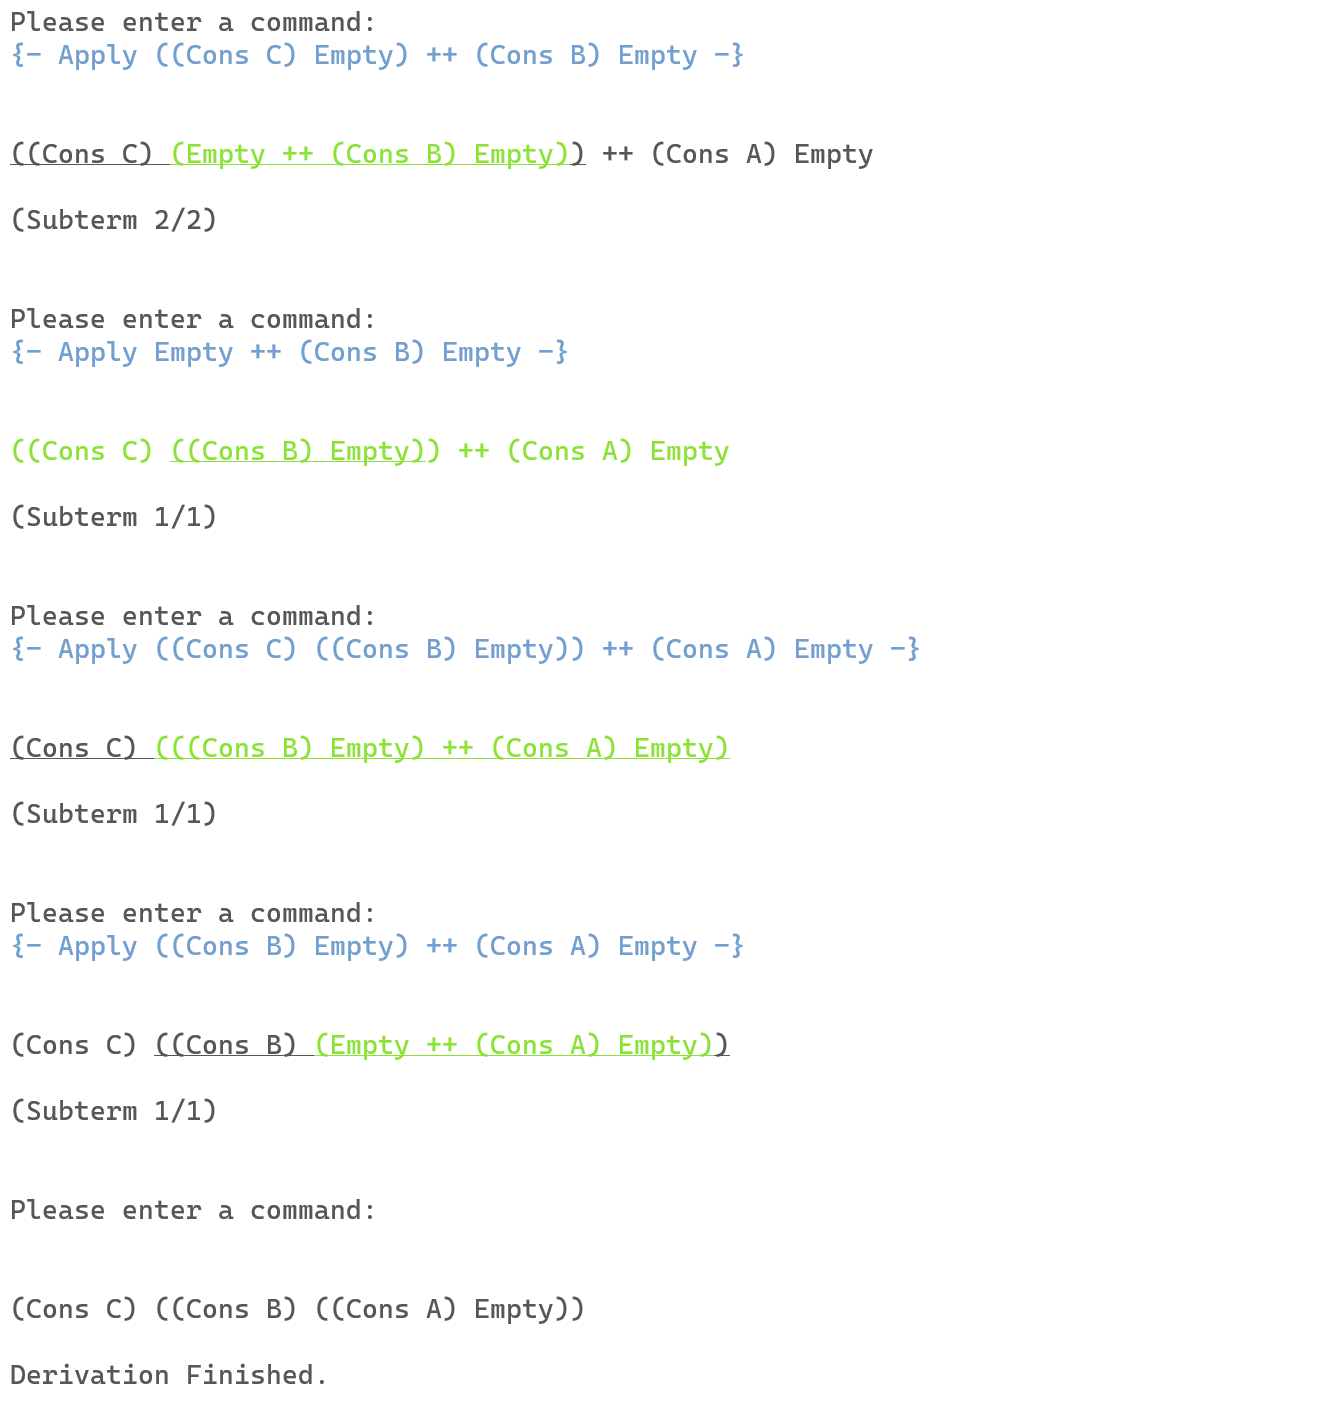 Please enter a command:
{- Apply ((Cons C) Empty) ++ (Cons B) Empty -}
((Cons C) (Empty ++ (Cons B) Empty)) ++ (Cons A) Empty
(Subterm 2/2)
Please enter a command:
{- Apply Empty ++ (Cons B) Empty -}
((Cons C) ((Cons B) Empty)) ++ (Cons A) Empty
(Subterm 1/1)
Please enter a command:
{- Apply ((Cons C) ((Cons B) Empty)) ++ (Cons A) Empty -}
(Cons C) (((Cons B) Empty) ++ (Cons A) Empty)
(Subterm 1/1)
Please enter a command:
{- Apply ((Cons B) Empty) ++ (Cons A) Empty -}
(Cons C) ((Cons B) (Empty ++ (Cons A) Empty))
(Subterm 1/1)
Please enter a command:
(Cons C) ((Cons B) ((Cons A) Empty))
Derivation Finished.